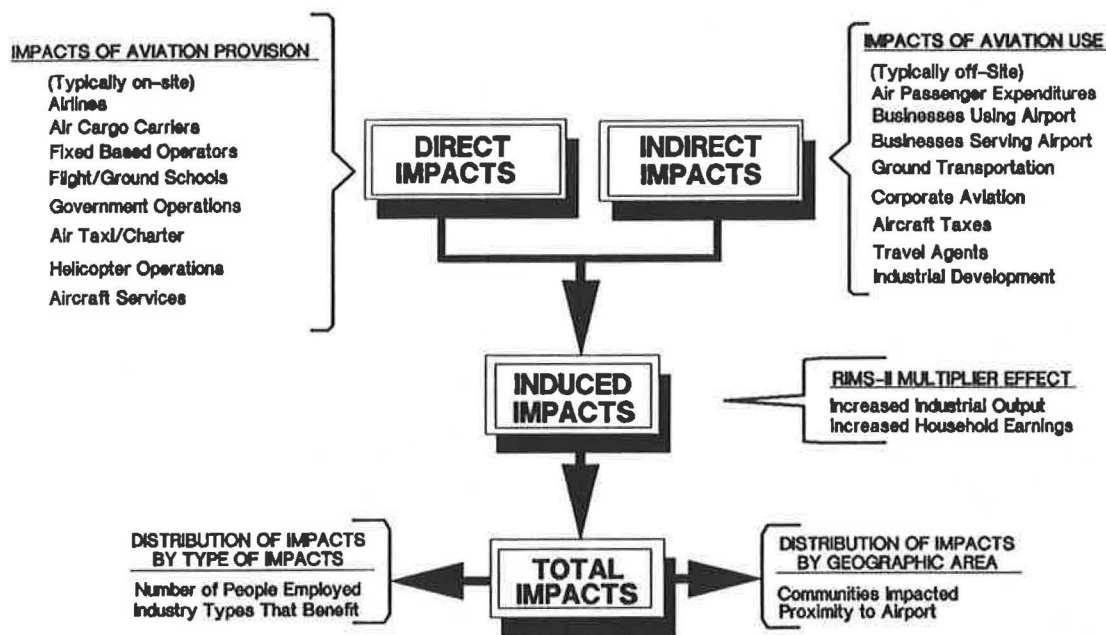 IMPACTS OF AVIATION PROVISION
(Typically on-site)
Airlines
Air Cargo Carriers
Fixed Based Operators
Flight/Ground Schools
Government Operations
Air Taxi/Charter
Helicopter Operations
Aircraft Services
DIRECT
IMPACTS
INDIRECT
IMPACTS
IMPACTS OF AVIATION USE
(Typically off-Site)
Air Passenger Expenditures
Businesses Using Airport
Businesses Serving Airport
Ground Transportation
Corporate Aviation
Aircraft Taxes
Travel Agents
Industrial Development
INDUCED
IMPACTS
RIMS-II MULTIPLIER EFFECT
Increased Industrial Output
Increased Household Earnings
DISTRIBUTION OF IMPACTS
BY TYPE OF IMPACTS
Number of People Employed
Industry Types That Benefit
TOTAL
IMPACTS
DISTRIBUTION OF IMPACTS
BY GEOGRAPHIC AREA
Communities Impacted
Proximity to Airport